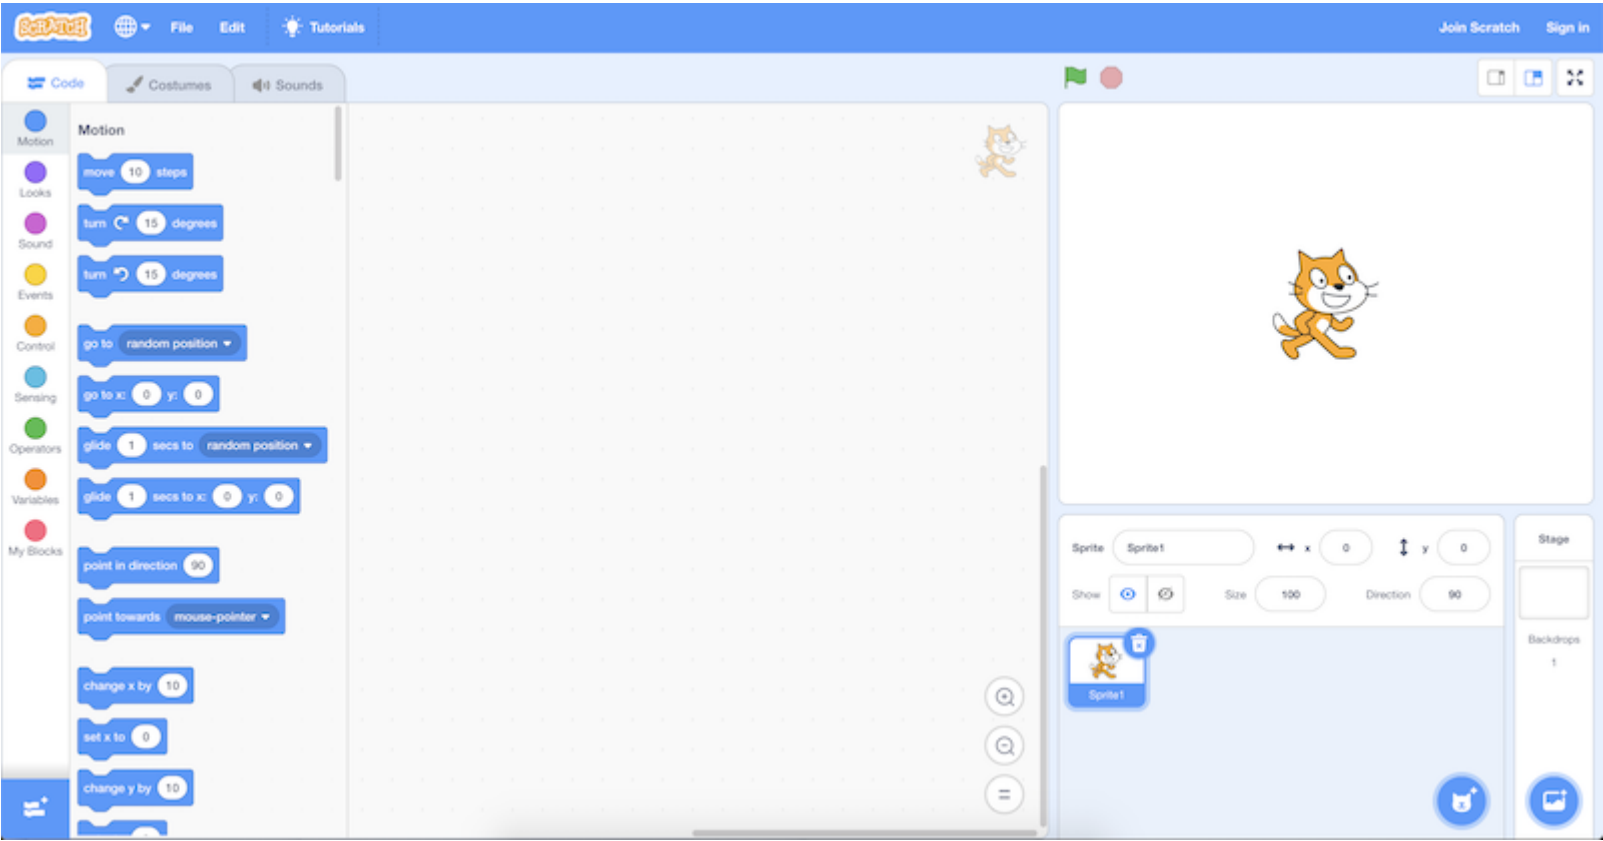 SCRATCH File Edit Tutorials Join Scratch Sign in
Code Costumes Sounds
Motion
Looks
Sound
Events
Control
Sensing
Operators
Variables
My Blocks
Motion
move 10 steps
turn 15 degrees
turn 15 degrees
go to random position
go to x: 0 y: 0
glide 1 secs to random position
glide 1 secs to x: 0 y: 0
point in direction 90
point towards mouse-pointer
change x by 10
set x to 0
change y by 10
Sprite Sprite1 x 0 y 0
Show Size 100 Direction 90
Sprite1
Stage
Backdrops
1